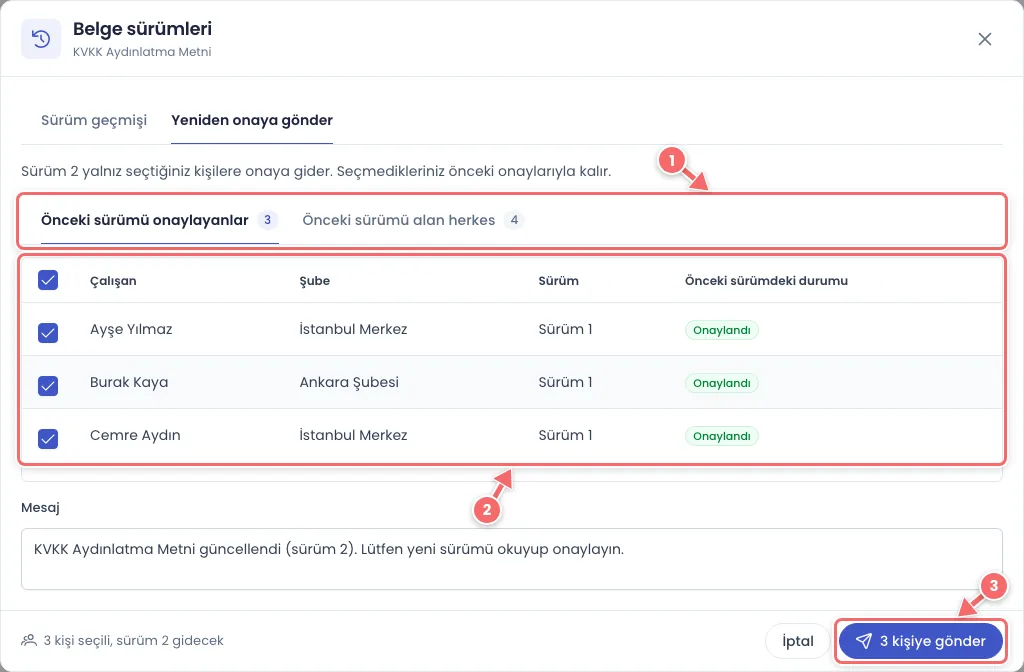 Belge sürümleri
KVKK Aydınlatma Metni
Sürüm geçmişi Yeniden onaya gönder
Sürüm 2 yalnız seçtiğiniz kişilere onaya gider. Seçmedikleriniz önceki onaylarıyla kalır.
1
Önceki sürümü onaylayanlar 3 Önceki sürümü alan herkes 4
Çalışan Şube Sürüm Önceki sürümdeki durumu
Ayşe Yılmaz İstanbul Merkez Sürüm 1 Onaylandı
Burak Kaya Ankara Şubesi Sürüm 1 Onaylandı
Cemre Aydın İstanbul Merkez Sürüm 1 Onaylandı
2
Mesaj
KVKK Aydınlatma Metni güncellendi (sürüm 2). Lütfen yeni sürümü okuyup onaylayın.
3
3 kişi seçili, sürüm 2 gidecek İptal 3 kişiye gönder